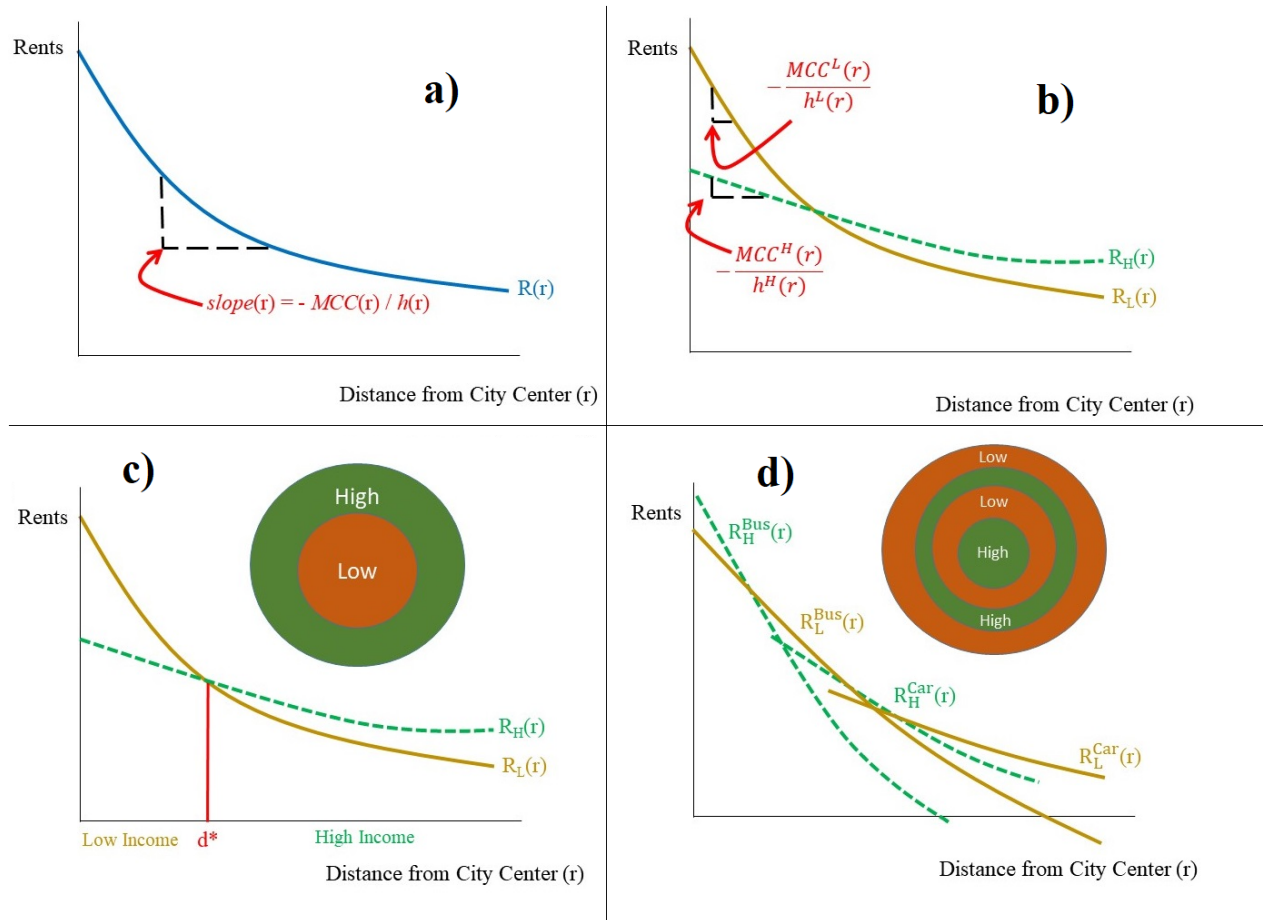 a)
Rents
slope(r) = - MCC(r) / h(r)
R(r)
Distance from City Center (r)
b)
Rents
$-\frac{MCC^L(r)}{h^L(r)}$
$-\frac{MCC^H(r)}{h^H(r)}$
R_H(r)
R_L(r)
Distance from City Center (r)
c)
Rents
High
Low
R_H(r)
R_L(r)
Low Income
d*
High Income
Distance from City Center (r)
d)
Rents
Low
Low
High
High
R_H^Bus(r)
R_L^Bus(r)
R_H^Car(r)
R_L^Car(r)
Distance from City Center (r)